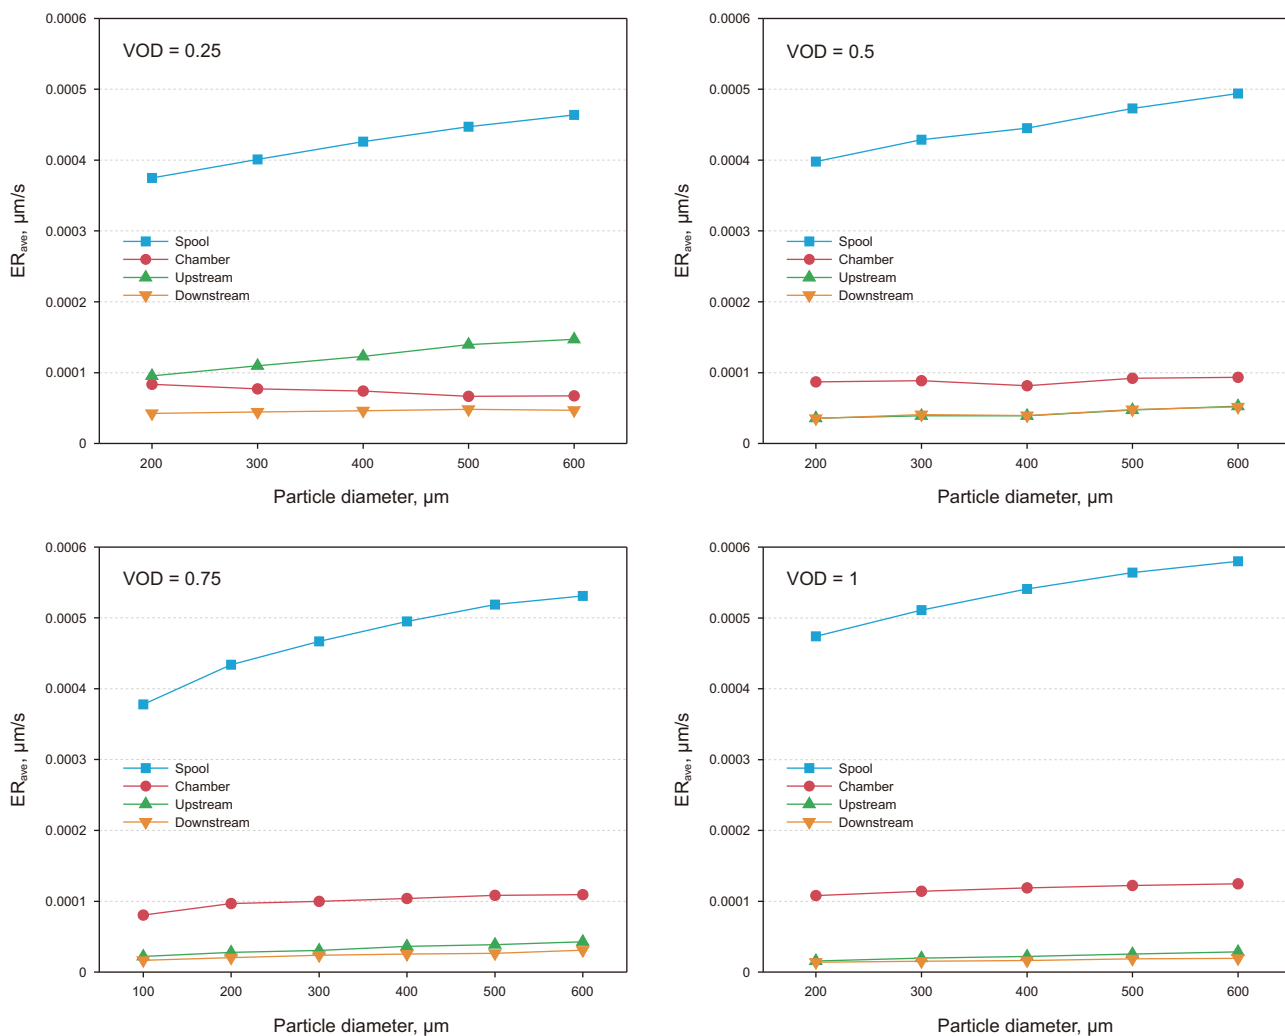 VOD = 0.25
ER_ave, µm/s
0.0006
0.0005
0.0004
0.0003
0.0002
0.0001
0
Spool
Chamber
Upstream
Downstream
200 300 400 500 600
Particle diameter, µm
VOD = 0.5
ER_ave, µm/s
0.0006
0.0005
0.0004
0.0003
0.0002
0.0001
0
Spool
Chamber
Upstream
Downstream
200 300 400 500 600
Particle diameter, µm
VOD = 0.75
ER_ave, µm/s
0.0006
0.0005
0.0004
0.0003
0.0002
0.0001
0
Spool
Chamber
Upstream
Downstream
100 200 300 400 500 600
Particle diameter, µm
VOD = 1
ER_ave, µm/s
0.0006
0.0005
0.0004
0.0003
0.0002
0.0001
0
Spool
Chamber
Upstream
Downstream
200 300 400 500 600
Particle diameter, µm